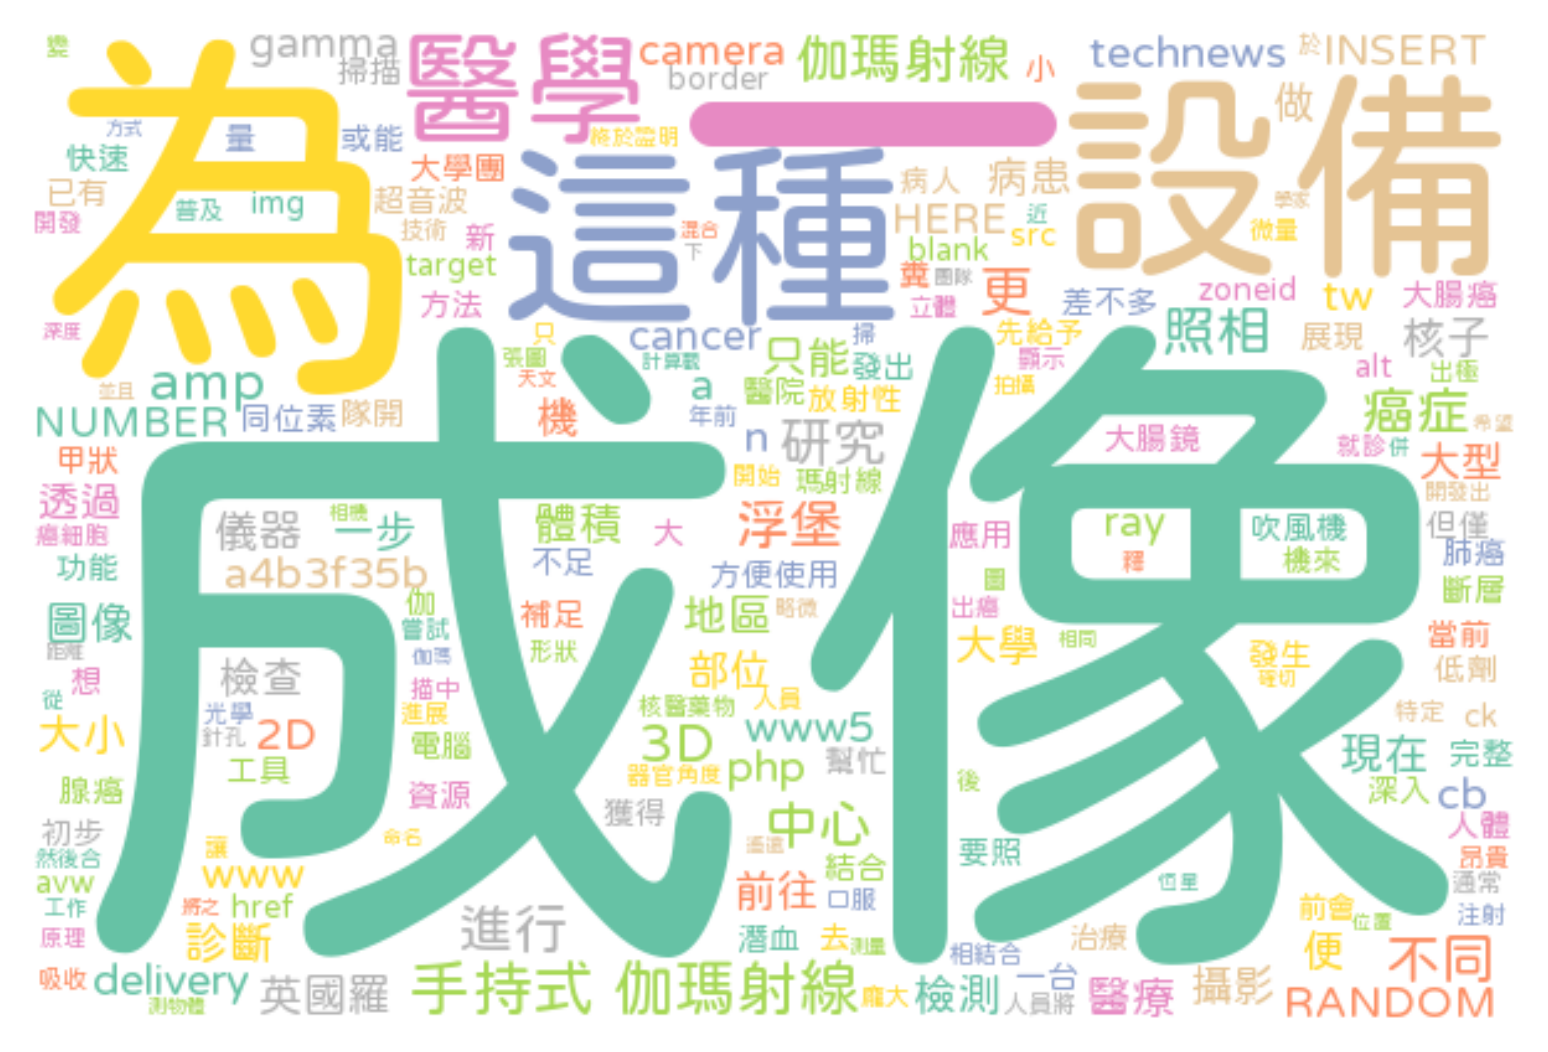 變 gamma 醫學 camera 伽瑪射線 小 technews 於 INSERT
掃描 border
為 一 設備 做
方式 量 或能 將於證明
快速 大學團 這種 病人 病患
已有 普及 img 超音波 HERE 近 學家
開發 技術 新 混合 src 微量
下 blank
target 糞 團隊 更
方法 立體 差不多 zoneid tw 大腸癌
深度 只 cancer 掃 先給予 照相 展現 核子
張圖 計算觀 只能 發出 顯示 alt 出極
並且 amp 天文 a 醫院 放射性 拍攝 癌症 希望
NUMBER 同位素 隊開 機 年前
成像
甲狀 n 研究 大腸鏡 就診 併 大型
透過 開始 瑪射線 開發出
癌細胞 儀器 相機 一步 體積 大 浮堡 應用 ray 吹風機 但僅
功能 不足 方便使用 釋 機來 肺癌
a4b3f35b 圖 斷層
圖像 伽 嘗試 補足 地區 略微 出癌
距離 伽瑪 形狀 大學 相同 當前
想 檢查 描中 部位 人員 發生 確切 低劑
從 光學 進展 核醫藥物 特定 ck
大小 針孔 2D 電腦 3D www5 現在 完整
工具 器官角度 php 幫忙 後
腺癌 資源 獲得 深入 cb
初步 命名 中心 人體
然後合 讓 遙遠 要照 昂貴
avw www 結合 恆星 通常
工作 將之 href 前往 口服 前會 位置 注射
原理 診斷 進行 潛血 去 測量 相結合 治療 便 不同
吸收 delivery 英國羅 手持式 伽瑪射線 龐大 檢測 一台 醫療 攝影
測物體 人員將 RANDOM